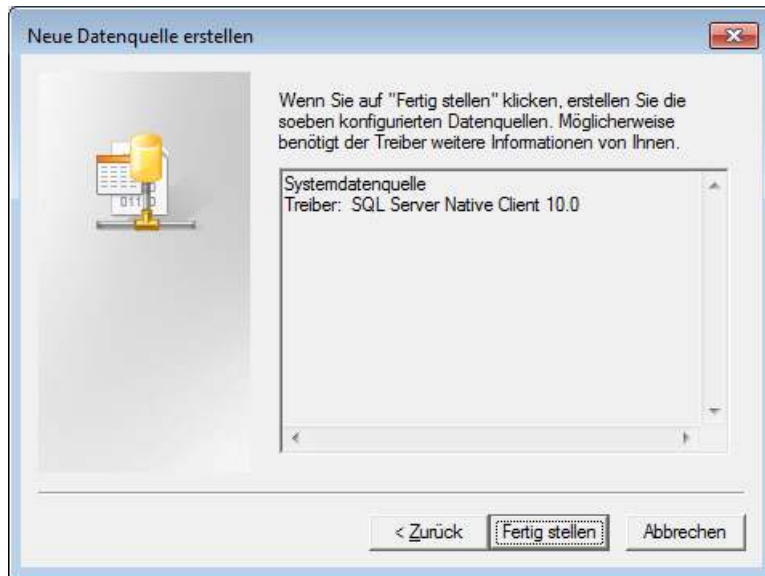 Neue Datenquelle erstellen
Wenn Sie auf "Fertig stellen" klicken, erstellen Sie die
soeben konfigurierten Datenquellen. Möglicherweise
benötigt der Treiber weitere Informationen von Ihnen.
Systemdatenquelle
Treiber: SQL Server Native Client 10.0
< Zurück
Fertig stellen
Abbrechen